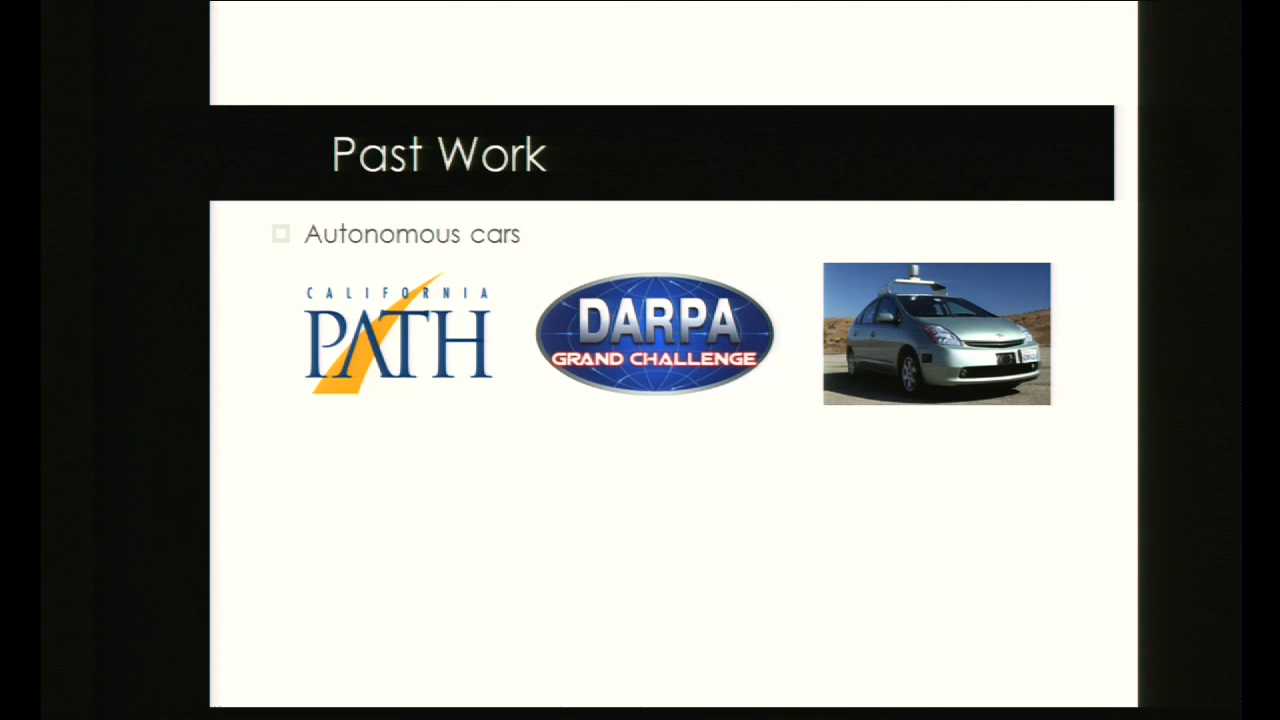 Past Work
Autonomous cars
CALIFORNIA
PATH
DARPA
GRAND CHALLENGE